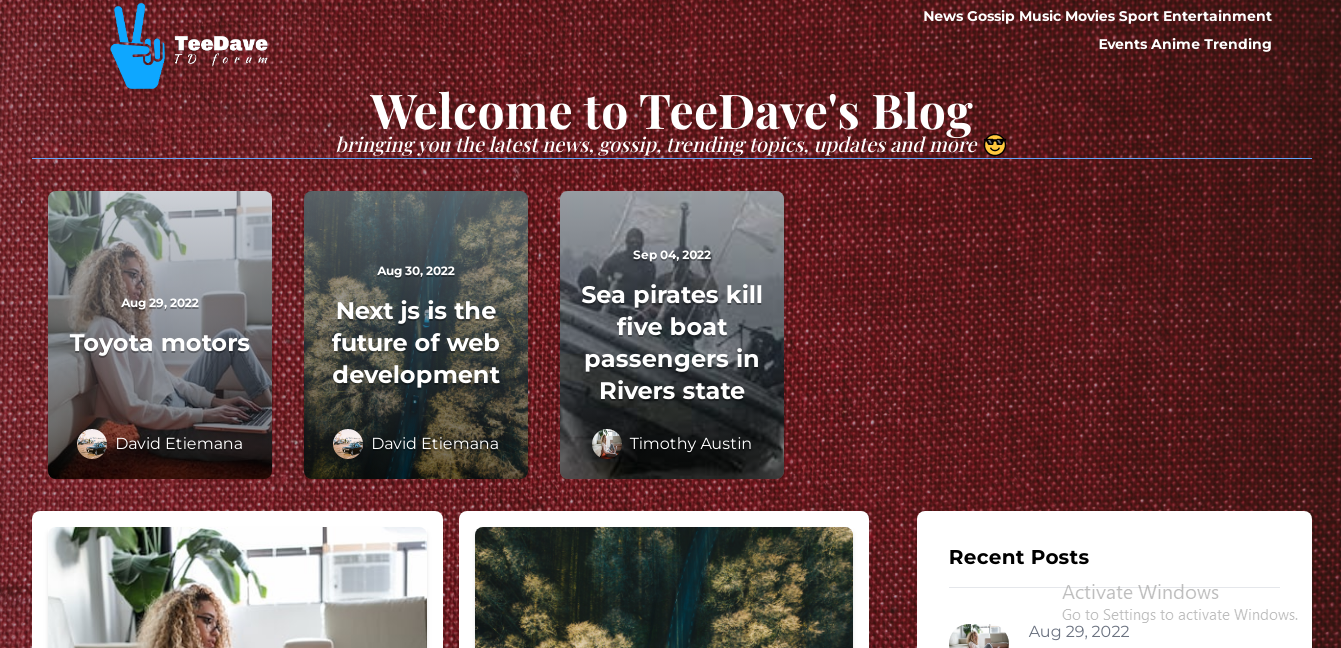 TeeDave
TD forum
News Gossip Music Movies Sport Entertainment
Events Anime Trending
Welcome to TeeDave's Blog
bringing you the latest news, gossip, trending topics, updates and more 😎
Aug 29, 2022
Toyota motors
David Etiemana
Aug 30, 2022
Next js is the
future of web
development
David Etiemana
Sep 04, 2022
Sea pirates kill
five boat
passengers in
Rivers state
Timothy Austin
Recent Posts
Activate Windows
Go to Settings to activate Windows.
Aug 29, 2022